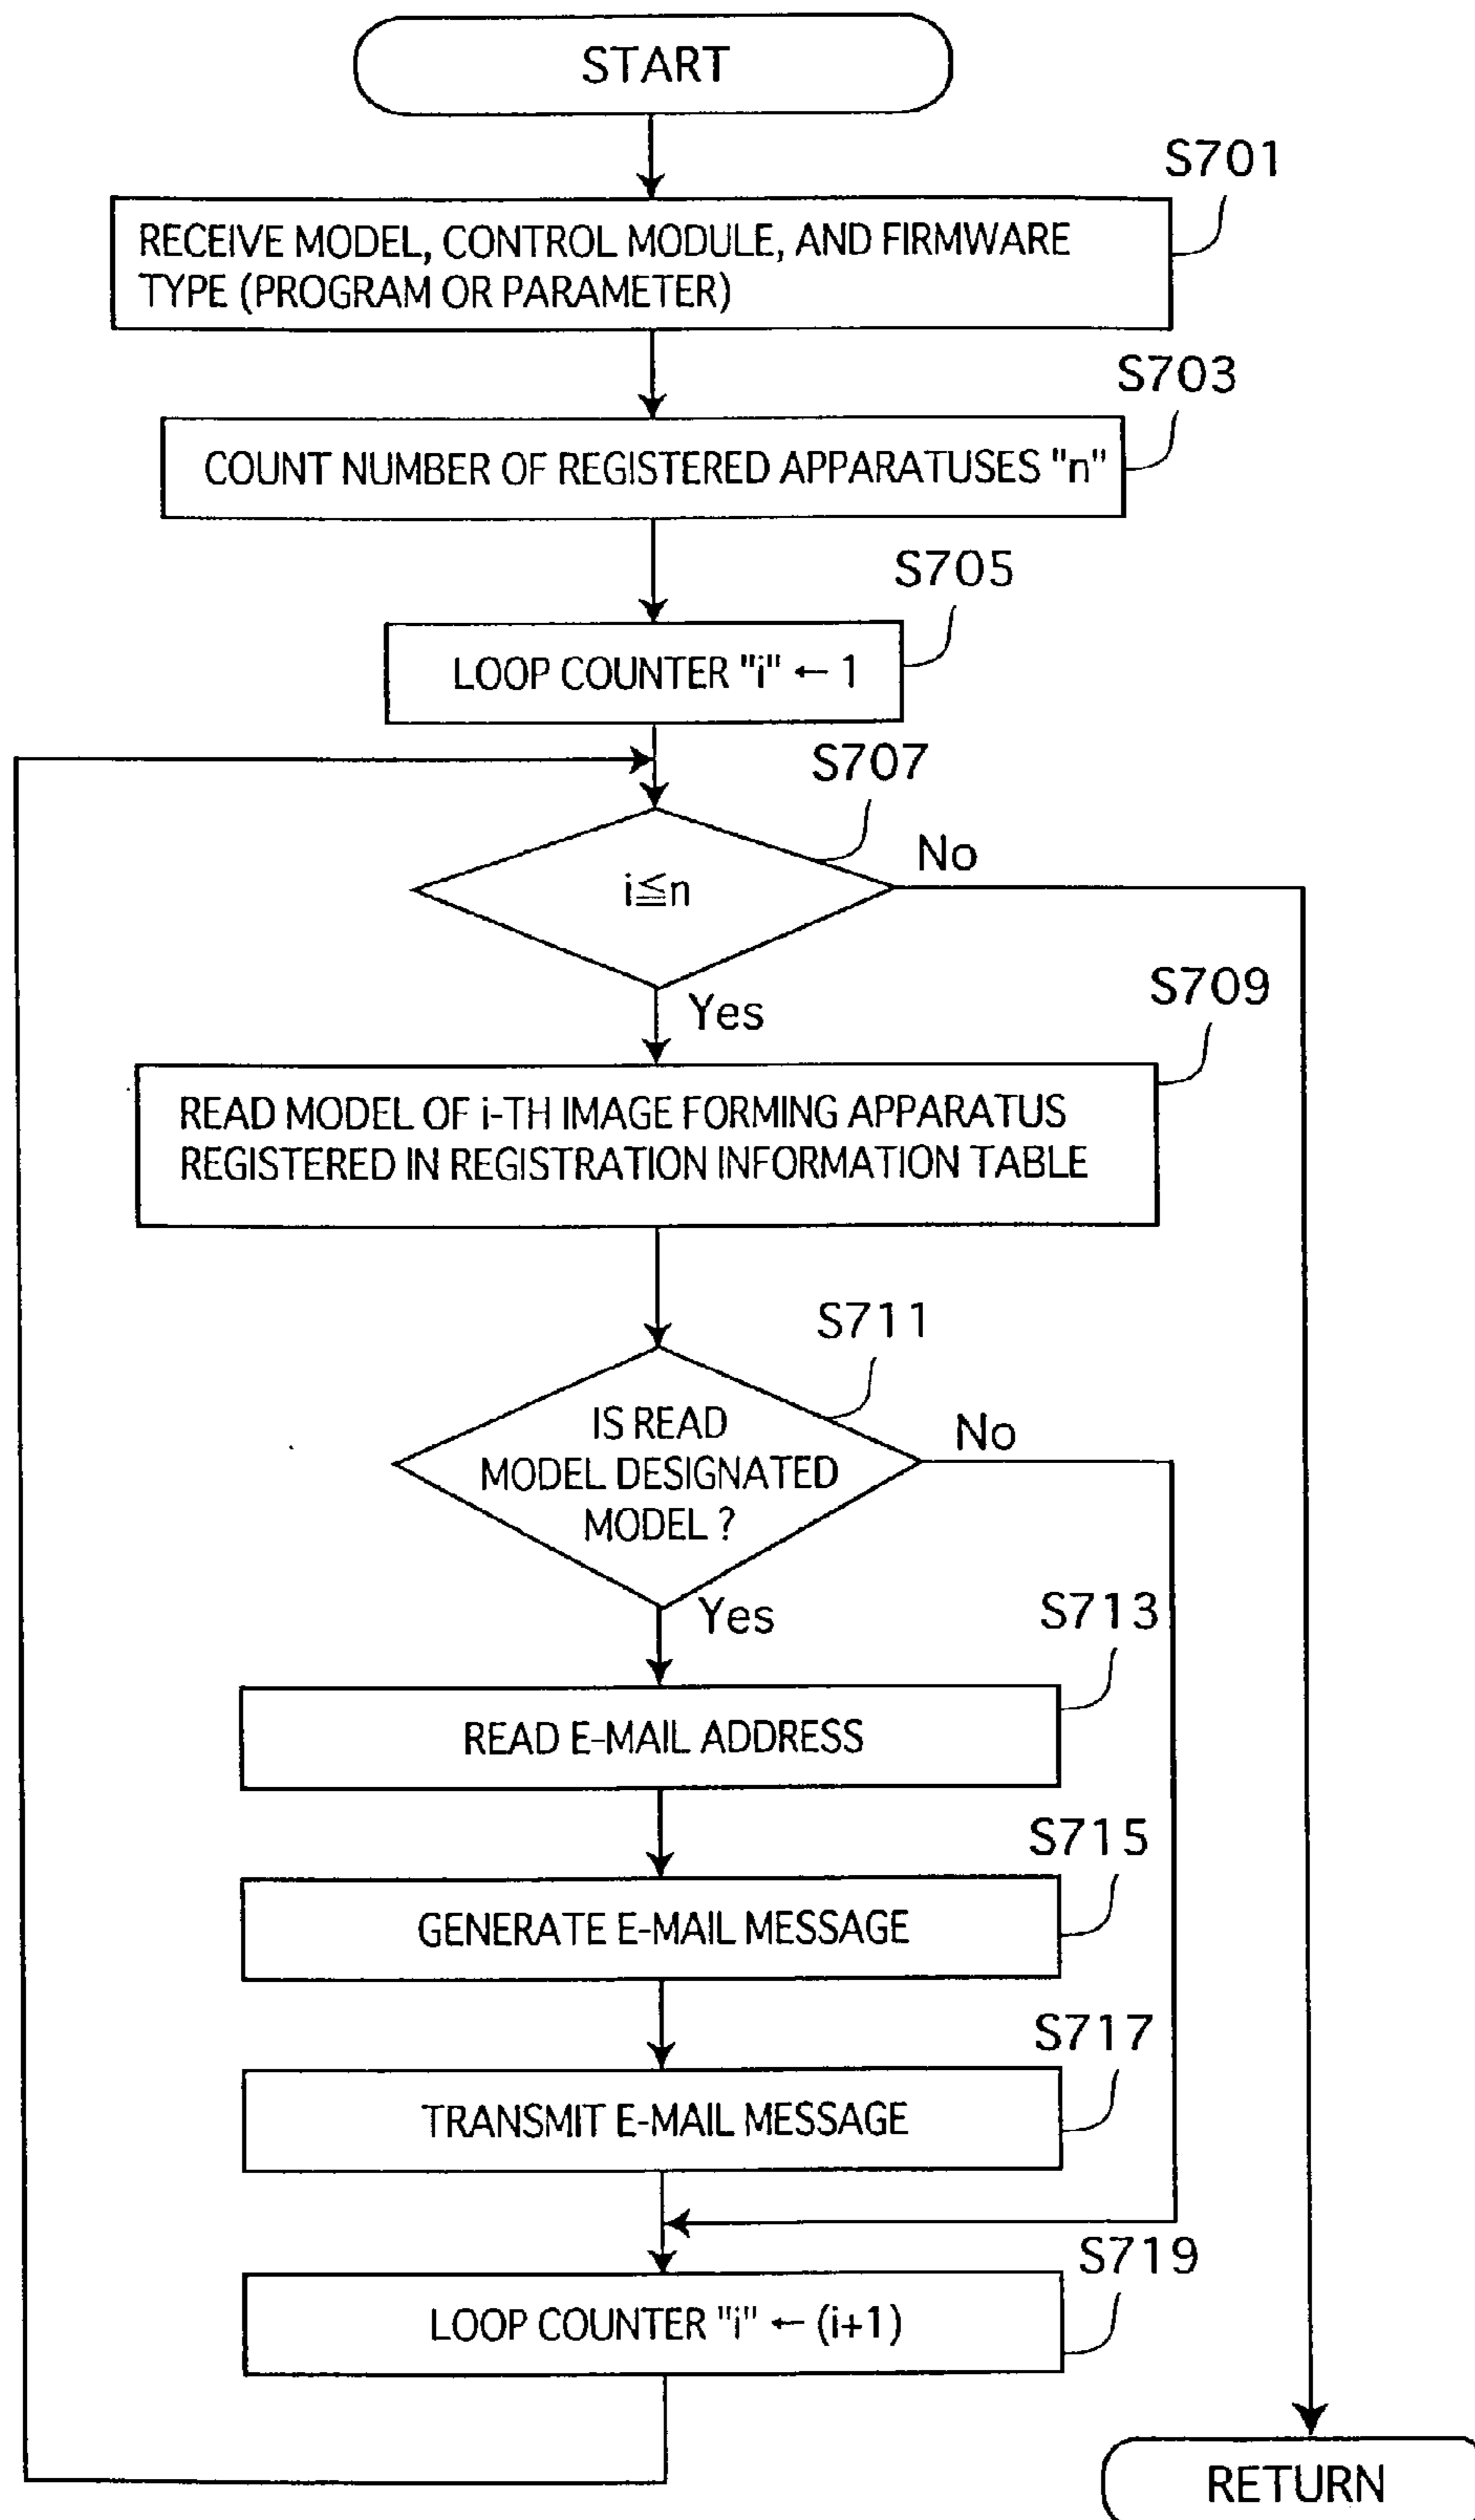 START
S701
RECEIVE MODEL, CONTROL MODULE, AND FIRMWARE
TYPE (PROGRAM OR PARAMETER)
S703
COUNT NUMBER OF REGISTERED APPARATUSES "n"
S705
LOOP COUNTER "i" ← 1
S707
i≦n
No
Yes
S709
READ MODEL OF i-TH IMAGE FORMING APPARATUS
REGISTERED IN REGISTRATION INFORMATION TABLE
S711
IS READ
MODEL DESIGNATED
MODEL ?
No
Yes
S713
READ E-MAIL ADDRESS
S715
GENERATE E-MAIL MESSAGE
S717
TRANSMIT E-MAIL MESSAGE
S719
LOOP COUNTER "i" ← (i+1)
RETURN